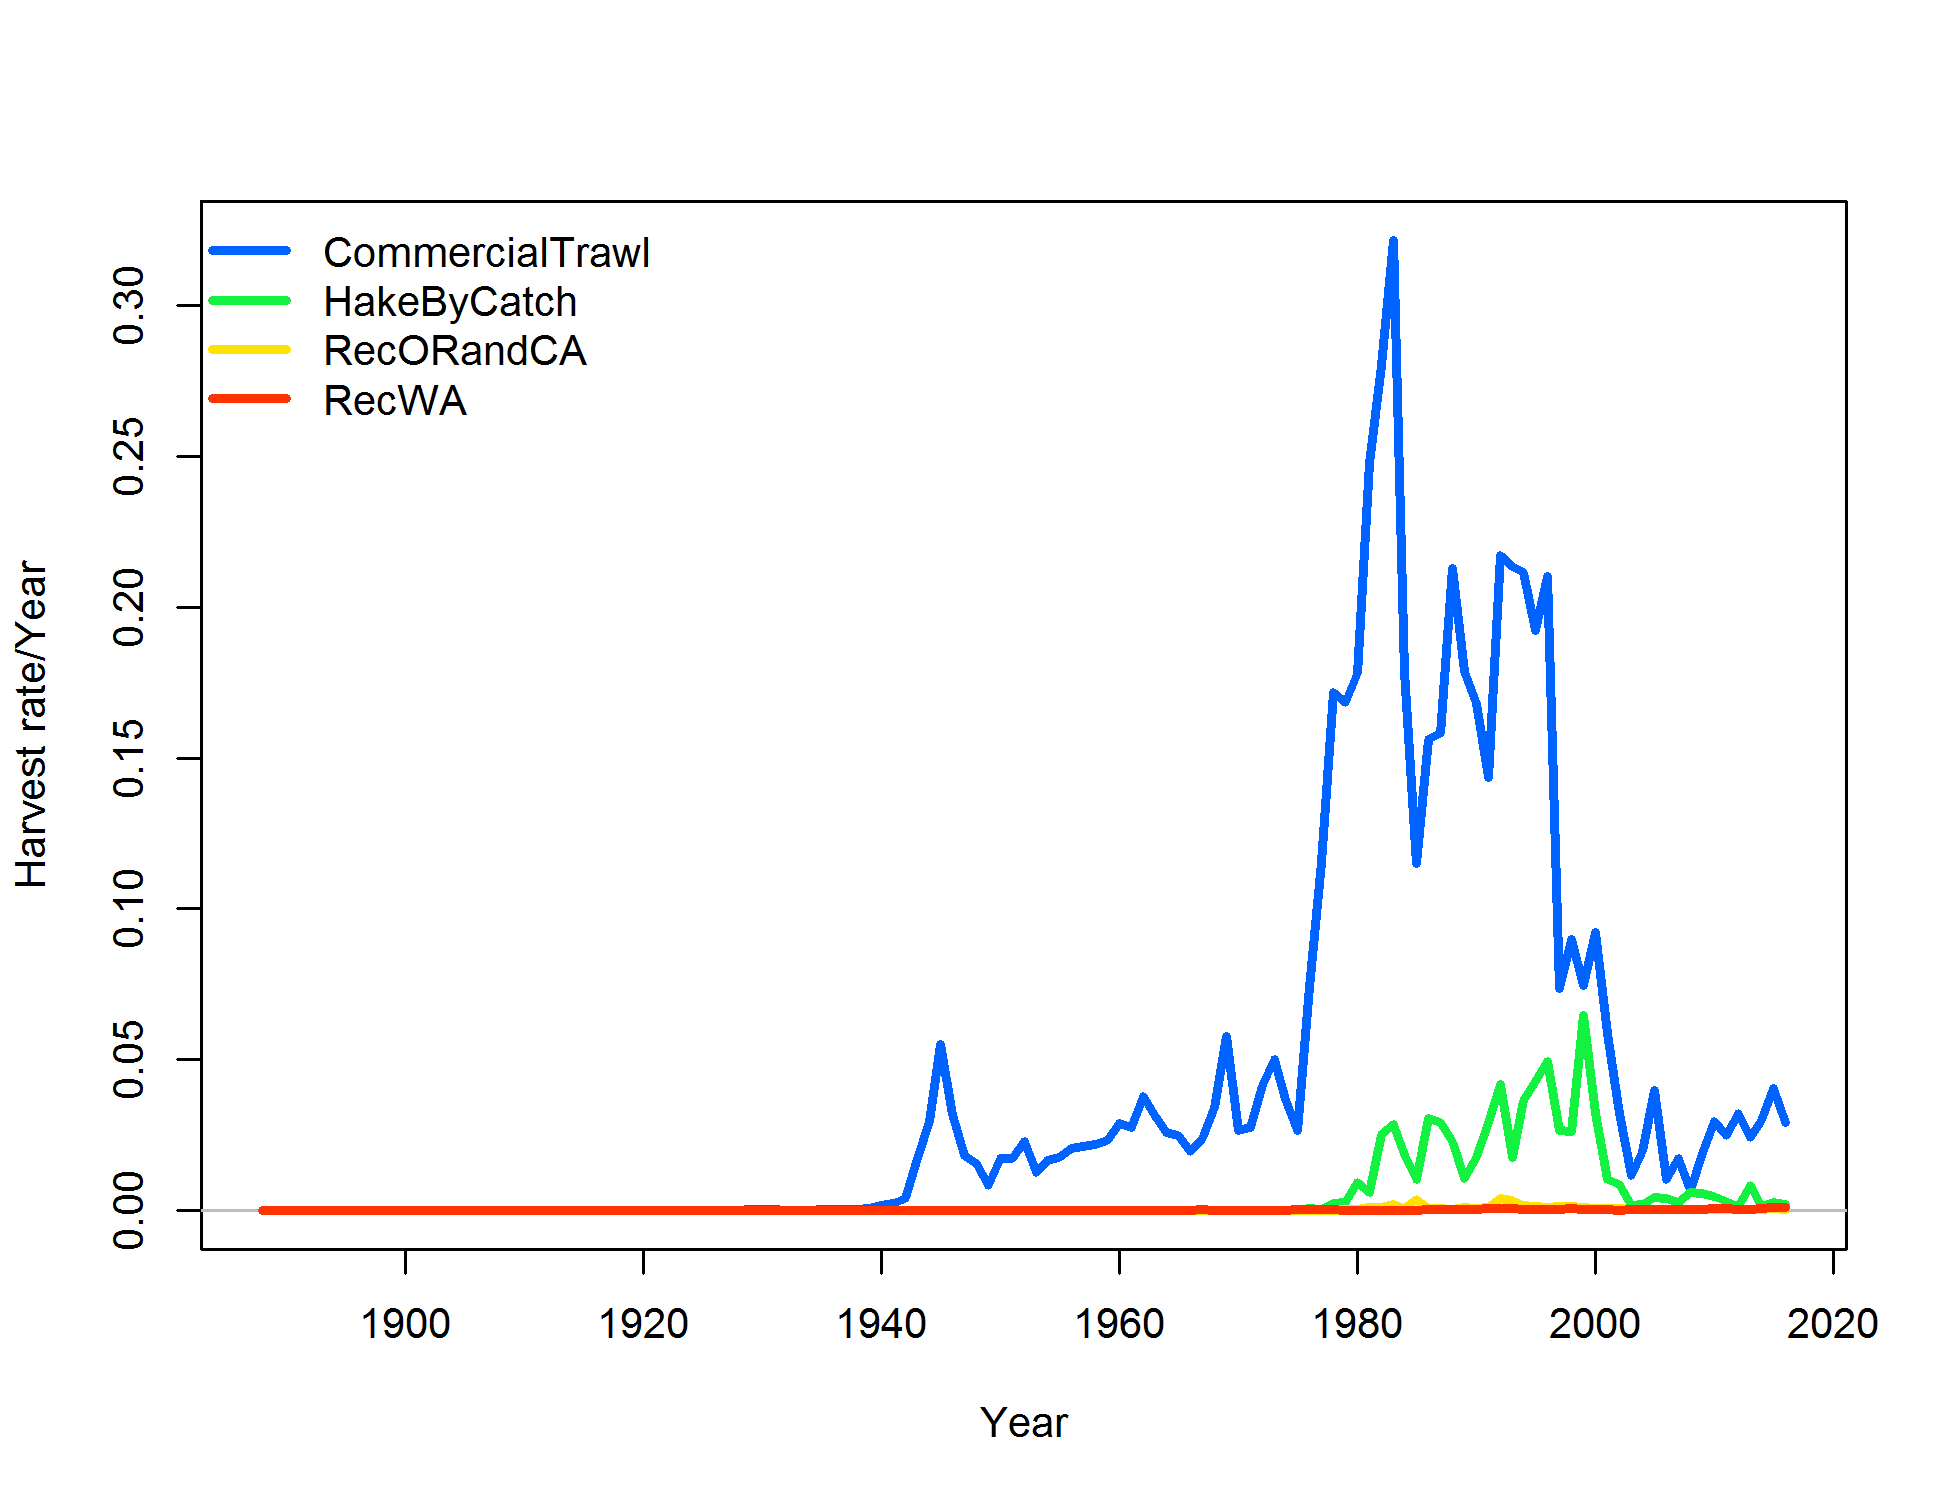 CommercialTrawl
HakeByCatch
RecORandCA
RecWA
Harvest rate/Year
0.30
0.25
0.20
0.15
0.10
0.05
0.00
1900 1920 1940 1960 1980 2000 2020
Year